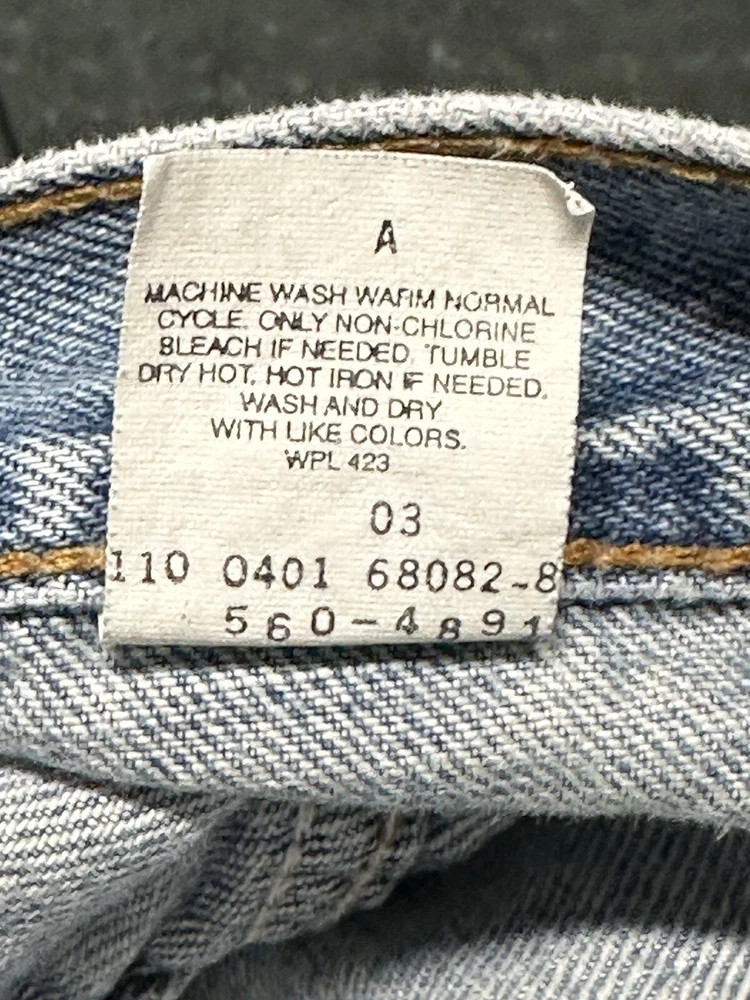 A
MACHINE WASH WARM NORMAL
CYCLE. ONLY NON-CHLORINE
BLEACH IF NEEDED. TUMBLE
DRY HOT. HOT IRON IF NEEDED.
WASH AND DRY
WITH LIKE COLORS.
WPL 423
03
110 0401 68082-8
560-4891